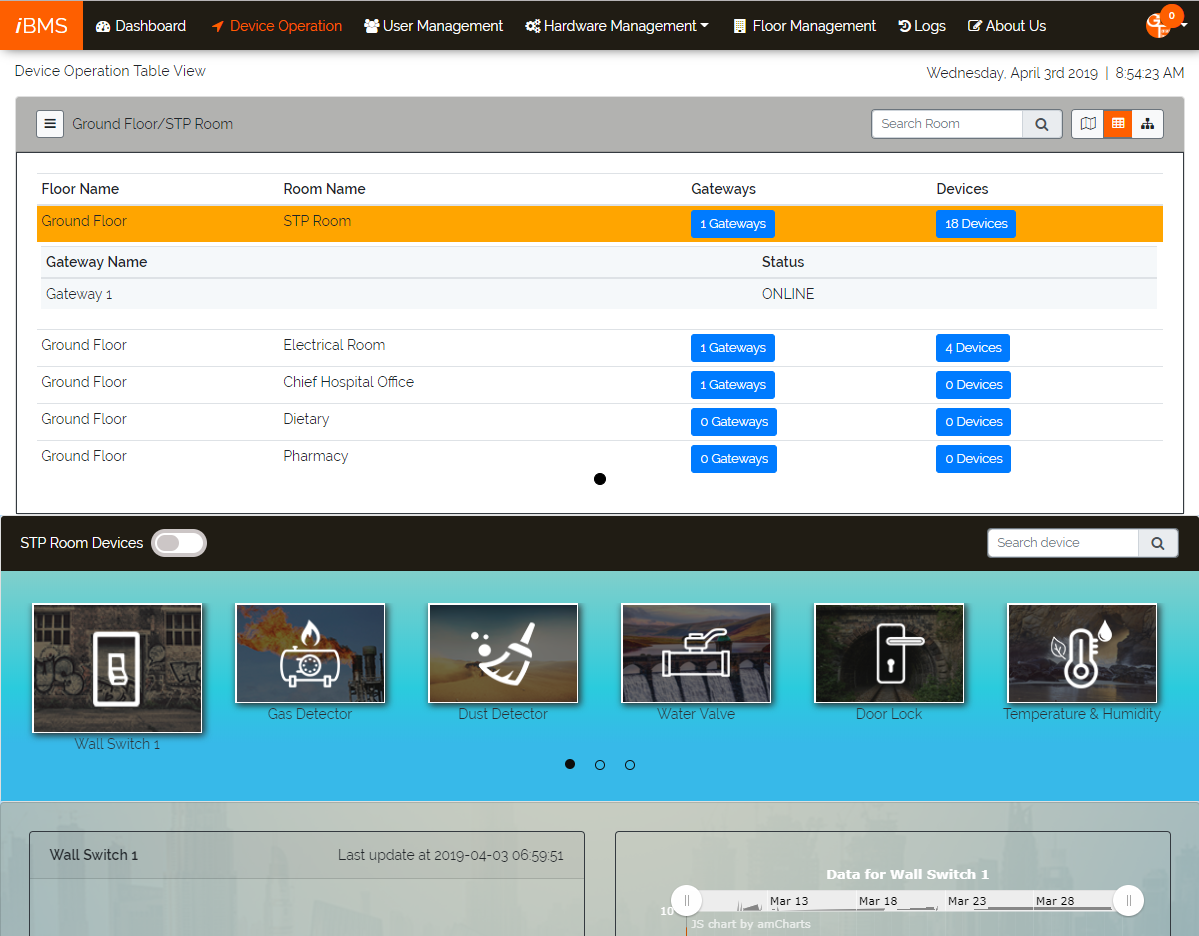 iBMS Dashboard Device Operation User Management Hardware Management Floor Management Logs About Us 0
Device Operation Table View Wednesday, April 3rd 2019 | 8:54:23 AM
Ground Floor/STP Room Search Room
Floor Name Room Name Gateways Devices
Ground Floor STP Room 1 Gateways 18 Devices
Gateway Name Status
Gateway 1 ONLINE
Ground Floor Electrical Room 1 Gateways 4 Devices
Ground Floor Chief Hospital Office 1 Gateways 0 Devices
Ground Floor Dietary 0 Gateways 0 Devices
Ground Floor Pharmacy 0 Gateways 0 Devices
STP Room Devices Search device
Gas Detector Dust Detector Water Valve Door Lock Temperature & Humidity
Wall Switch 1
Wall Switch 1 Last update at 2019-04-03 06:59:51
Data for Wall Switch 1
Mar 13 Mar 18 Mar 23 Mar 28
10
JS chart by amCharts